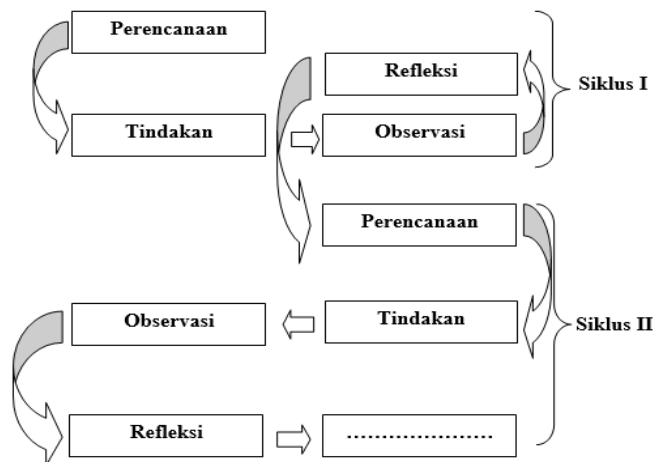 Perencanaan
Tindakan
Refleksi
Observasi
Siklus I
Perencanaan
Tindakan
Observasi
Siklus II
Refleksi
.....................